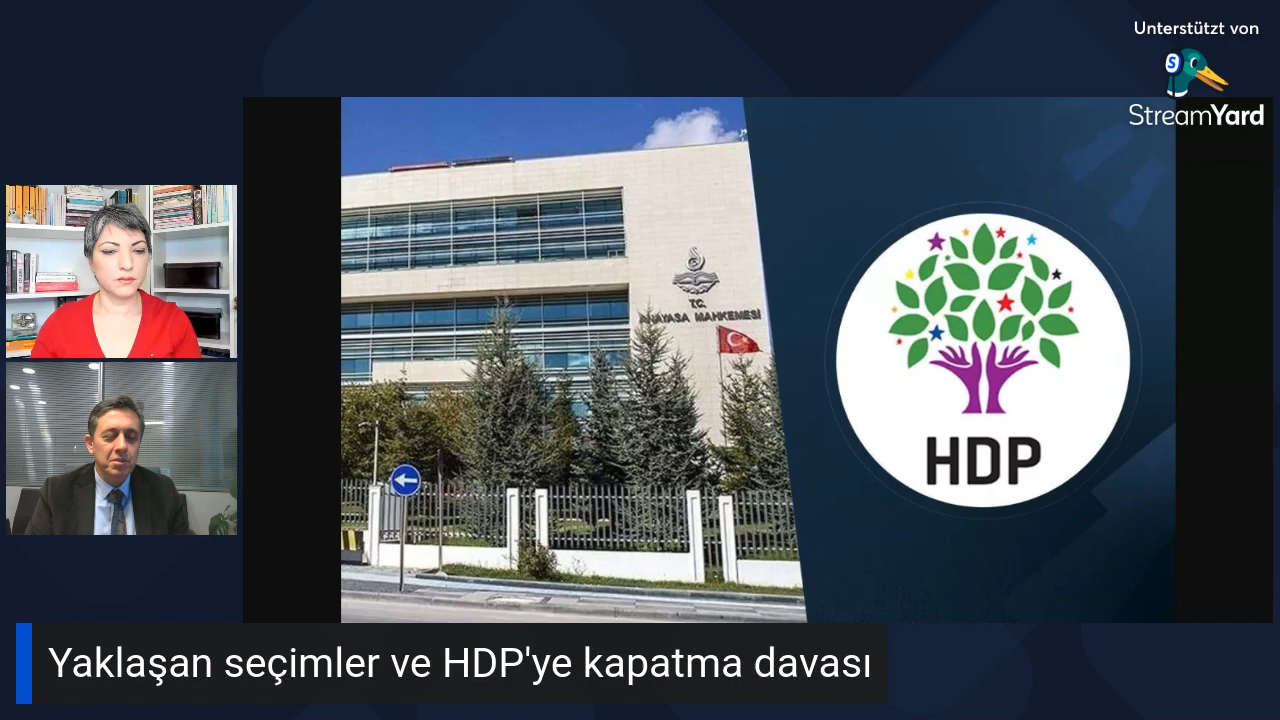 Unterstützt von
S
StreamYard
T.C.
ANAYASA MAHKEMESİ
HDP
Yaklaşan seçimler ve HDP'ye kapatma davası